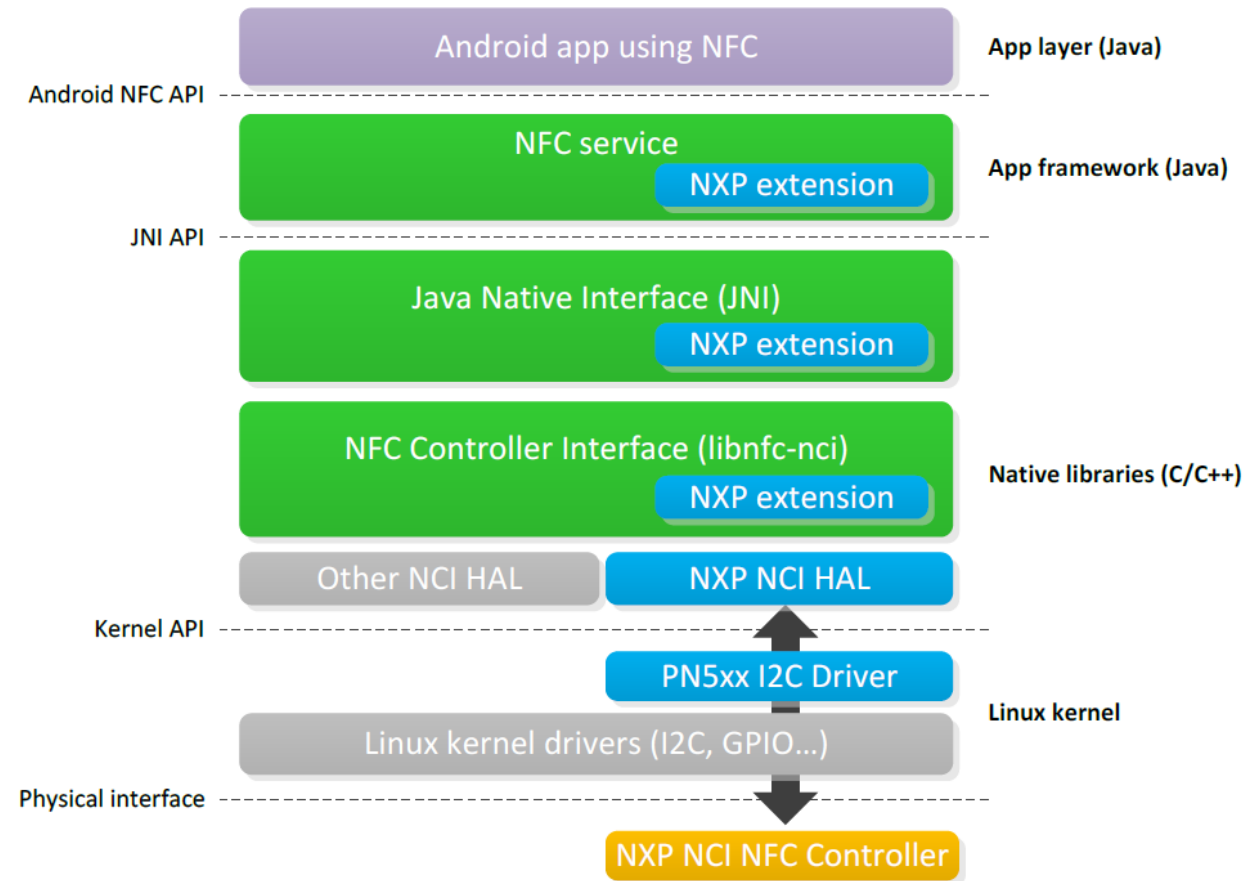 Android app using NFC
App layer (Java)
Android NFC API
NFC service
NXP extension
App framework (Java)
JNI API
Java Native Interface (JNI)
NXP extension
NFC Controller Interface (libnfc-nci)
NXP extension
Native libraries (C/C++)
Other NCI HAL
NXP NCI HAL
Kernel API
PN5xx I2C Driver
Linux kernel
Linux kernel drivers (I2C, GPIO...)
Physical interface
NXP NCI NFC Controller